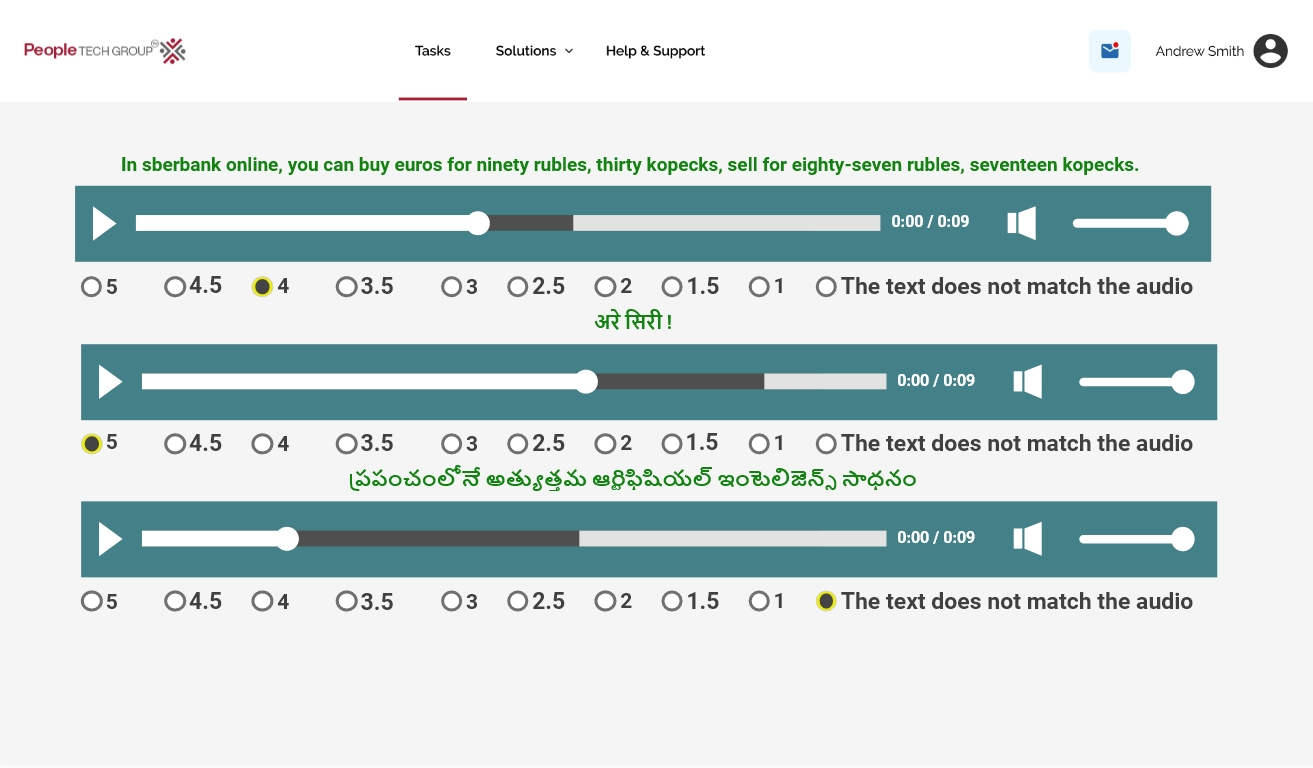 People TECH GROUP
Tasks Solutions Help & Support Andrew Smith
In sberbank online, you can buy euros for ninety rubles, thirty kopecks, sell for eighty-seven rubles, seventeen kopecks.
0:00 / 0:09
5 4.5 4 3.5 3 2.5 2 1.5 1 The text does not match the audio
अरे सिरी !
0:00 / 0:09
5 4.5 4 3.5 3 2.5 2 1.5 1 The text does not match the audio
ప్రపంచంలోనే అత్యుత్తమ ఆర్టిఫిషియల్ ఇంటెలిజెన్స్ సాధనం
0:00 / 0:09
5 4.5 4 3.5 3 2.5 2 1.5 1 The text does not match the audio